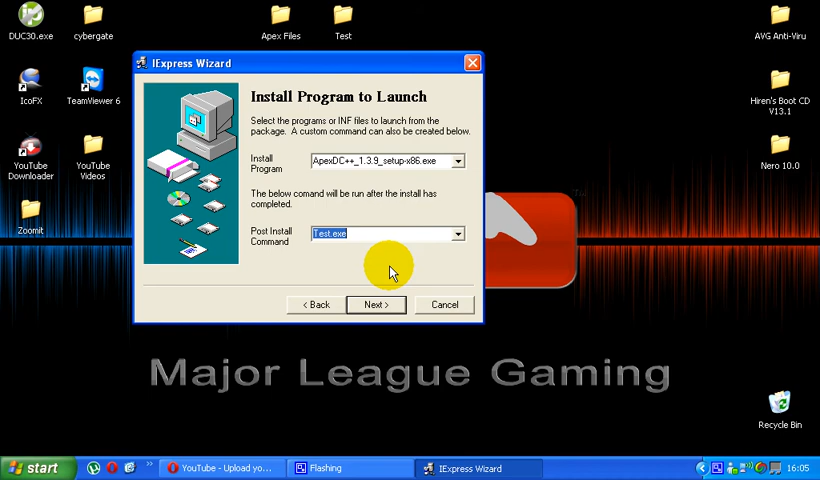 DUC30.exe
cybergate
Apex Files
Test
AVG Anti-Viru
IExpress Wizard
Install Program to Launch
Select the programs or INF files to launch from the
package. A custom command can also be created below.
Install
Program
ApexDC++_1.3.9_setup-x86.exe
The below comand will be run after the install has
completed.
Post Install
Command
Test.exe
< Back
Next >
Cancel
IcoFX
TeamViewer 6
Hiren's Boot CD
V13.1
YouTube
Downloader
YouTube
Videos
Nero 10.0
Zoomit
Major League Gaming
Recycle Bin
start
YouTube - Upload yo...
Flashing
IExpress Wizard
16:05